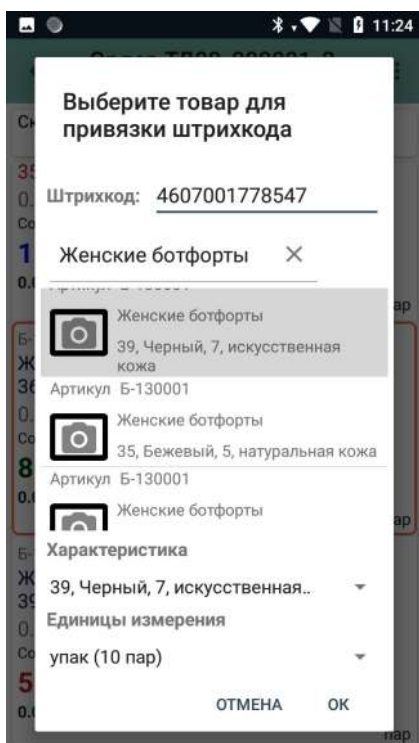 11:24
Выберите товар для
привязки штрихкода
Штрихкод: 4607001778547
Женские ботфорты
Женские ботфорты
39, Черный, 7, искусственная
кожа
Артикул Б-130001
Женские ботфорты
35, Бежевый, 5, натуральная кожа
Артикул Б-130001
Женские ботфорты
Характеристика
39, Черный, 7, искусственная..
Единицы измерения
упак (10 пар)
ОТМЕНА ОК